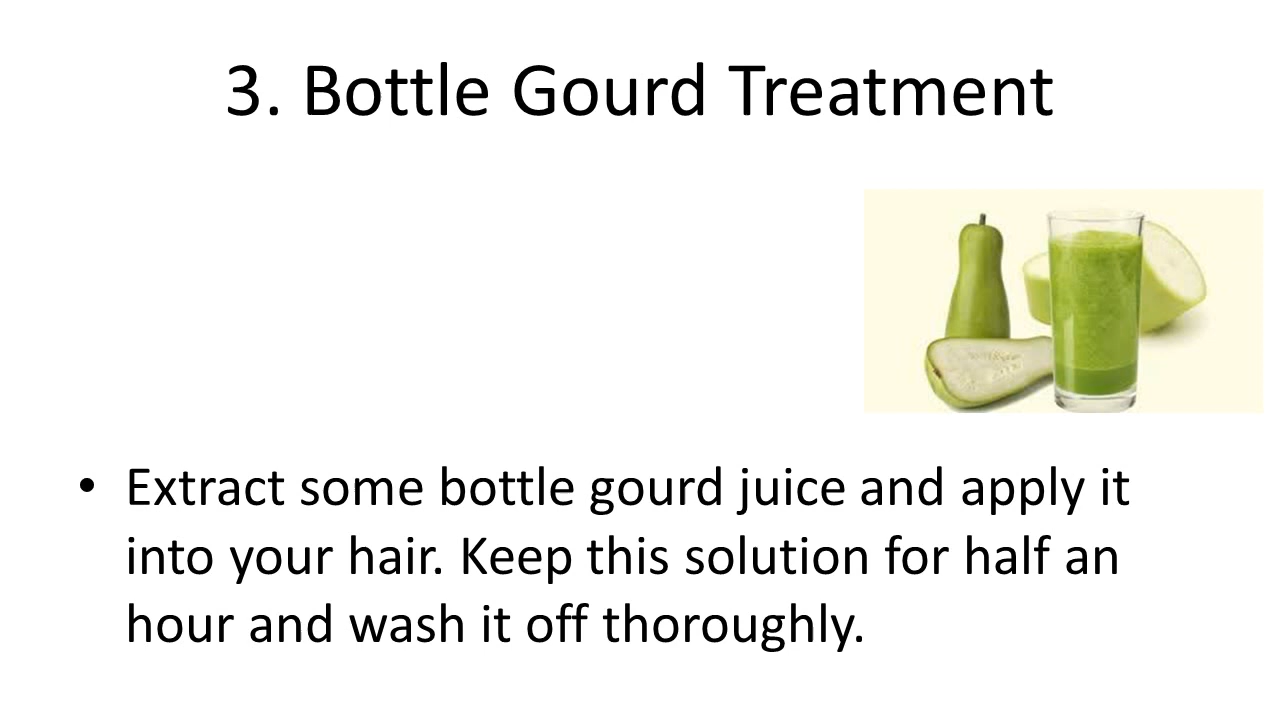 3. Bottle Gourd Treatment
• Extract some bottle gourd juice and apply it
into your hair. Keep this solution for half an
hour and wash it off thoroughly.